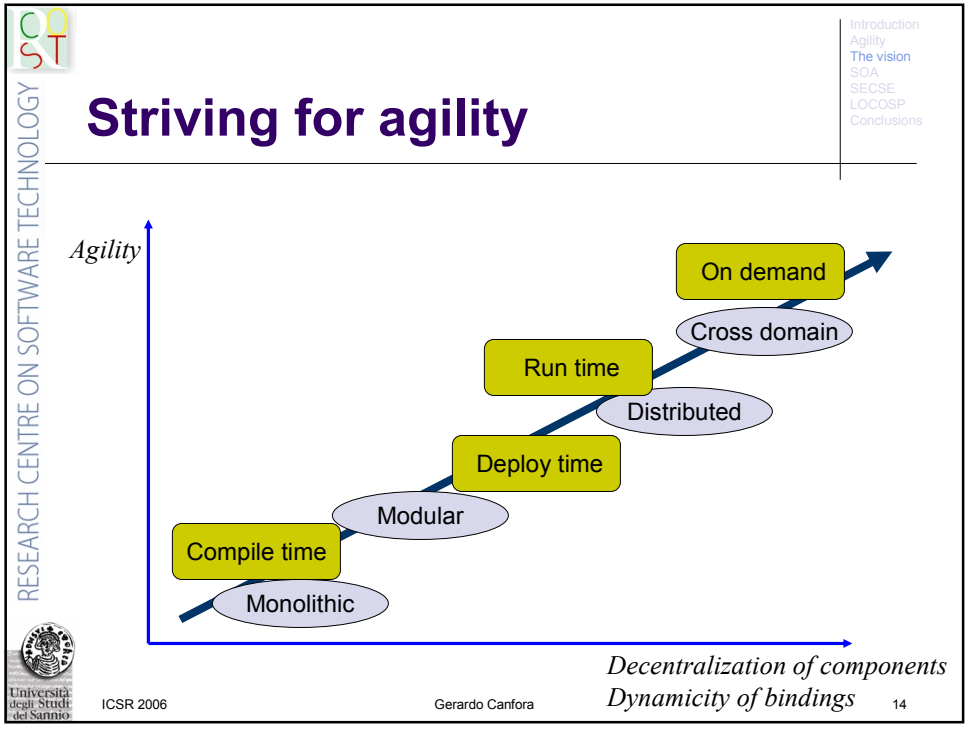 R
O
S
T
RESEARCH CENTRE ON SOFTWARE TECHNOLOGY
Introduction
Agility
The vision
SOA
SECSE
LOCOSP
Conclusions
Striving for agility
Agility
On demand
Cross domain
Run time
Distributed
Deploy time
Modular
Compile time
Monolithic
Decentralization of components
Dynamicity of bindings
Università
degli Studi
del Sannio
ICSR 2006
Gerardo Canfora
14